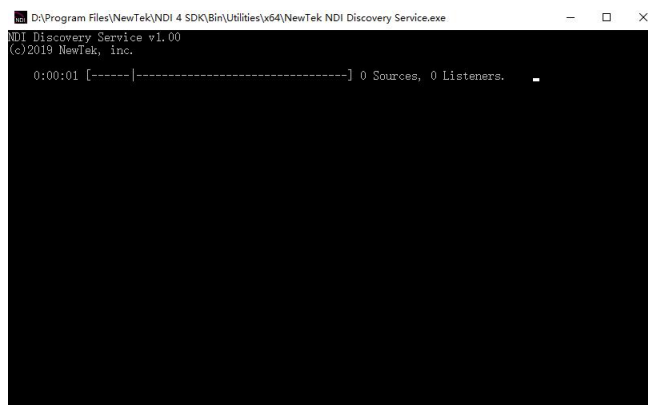 NDI D:\Program Files\NewTek\NDI 4 SDK\Bin\Utilities\x64\NewTek NDI Discovery Service.exe
NDI Discovery Service v1.00
(c)2019 NewTek, inc.
0:00:01 [------|---------------------------------] 0 Sources, 0 Listeners.